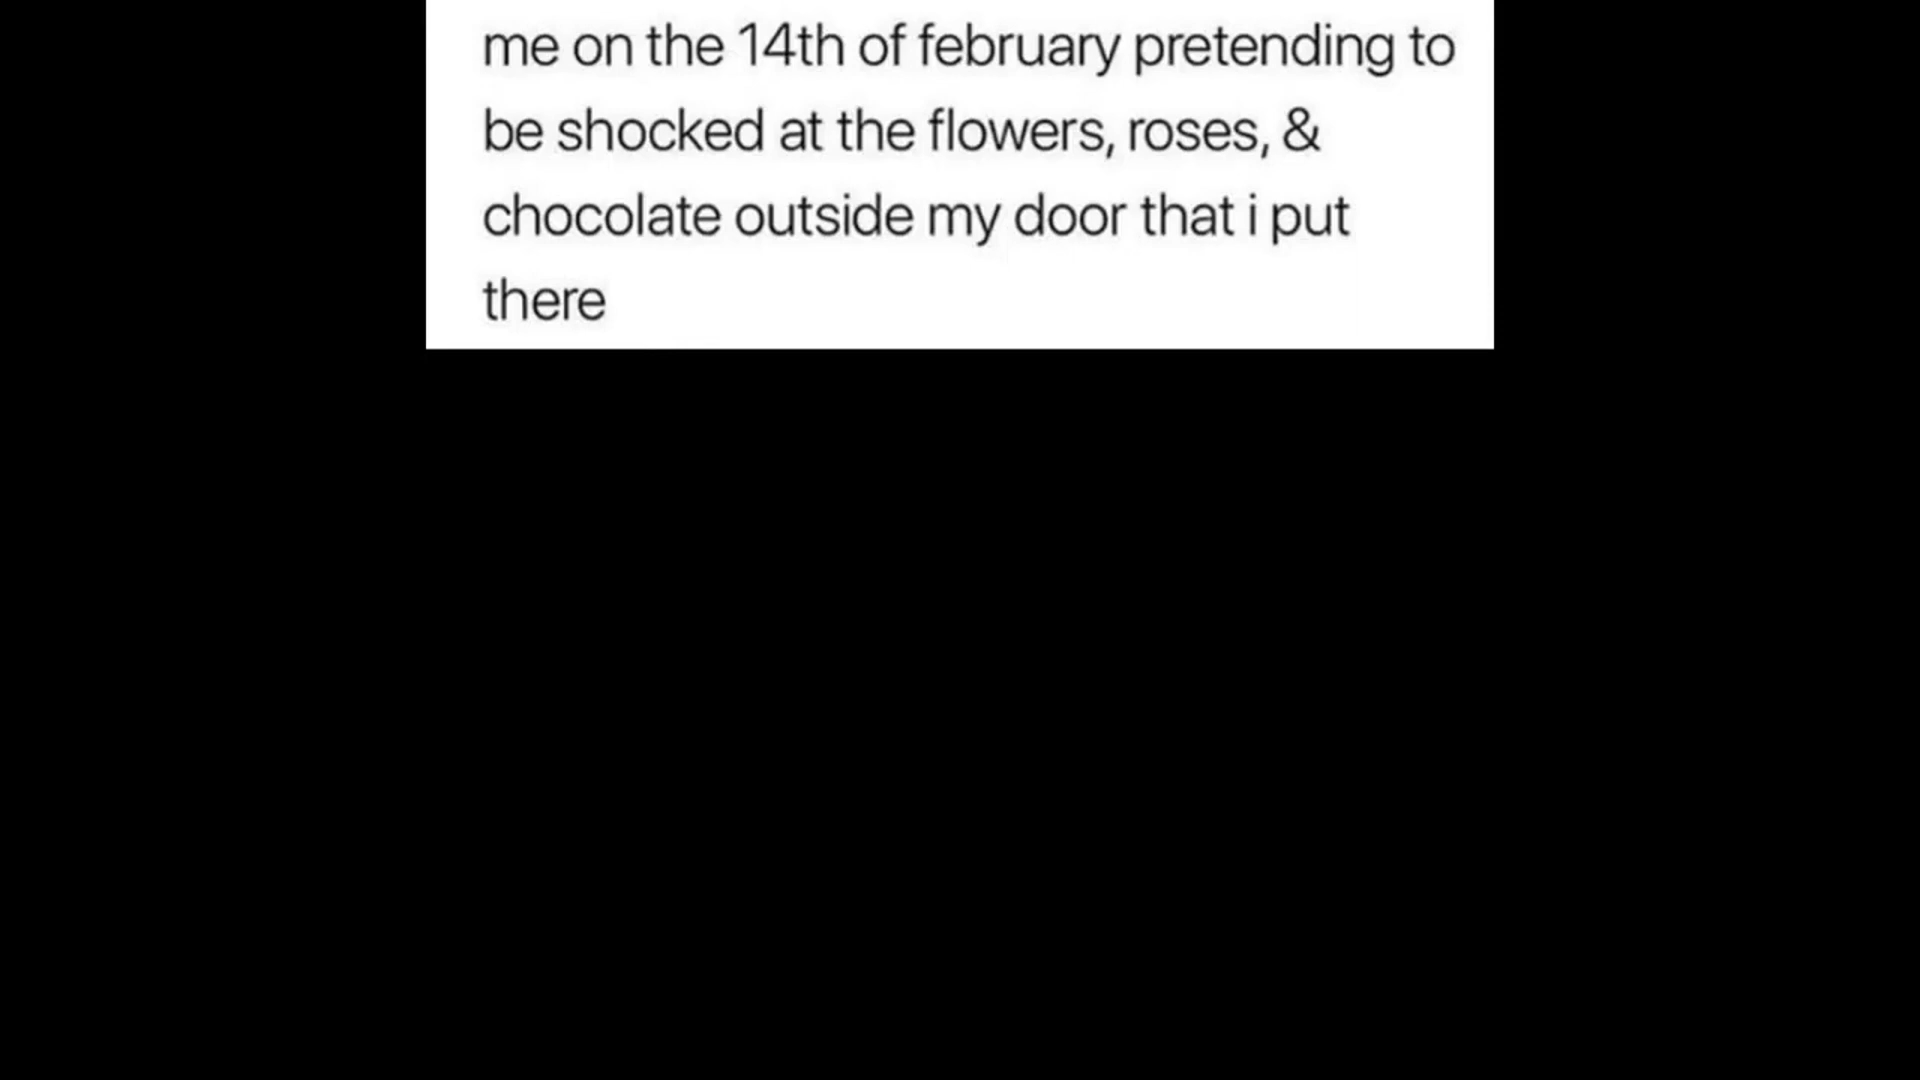 me on the 14th of february pretending to
be shocked at the flowers, roses, &
chocolate outside my door that i put
there